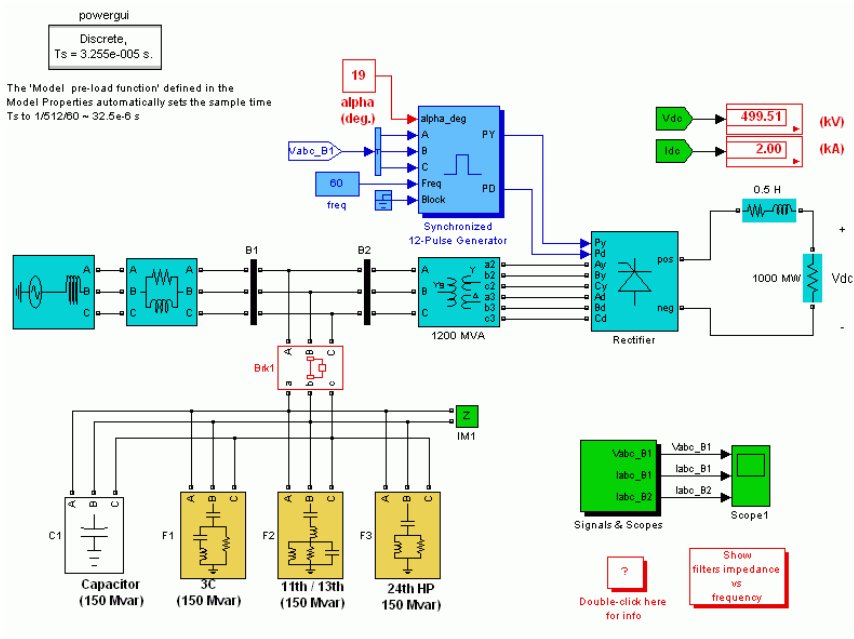 powergui
Discrete,
Ts = 3.255e-005 s.
The 'Model pre-load function' defined in the
Model Properties automatically sets the sample time
Ts to 1/512/60 ~ 32.5e-6 s
19
alpha
(deg.)
Vabc_B1
60
freq
alpha_deg
A
B
C
Freq
Block
PY
PD
Synchronized
12-Pulse Generator
Vdc
499.51
(kV)
Idc
2.00
(kA)
0.5 H
+
1000 MW
Vdc
-
A
B
C
A
B
C
A
B
C
B1
B2
A
B
C
Yg
Y
Δ
a2
b2
c2
a3
b3
c3
1200 MVA
Py
Pd
Ay
By
Cy
Ad
Bd
Cd
pos
neg
Rectifier
Brk1
A
B
C
a
b
c
Z
IM1
A
B
C
C1
Capacitor
(150 Mvar)
A
B
C
F1
3C
(150 Mvar)
A
B
C
F2
11th / 13th
(150 Mvar)
A
B
C
F3
24th HP
150 Mvar)
Vabc_B1
Iabc_B1
Iabc_B2
Vabc_B1
Iabc_B1
Iabc_B2
Signals & Scopes
Scope1
?
Double-click here
for info
Show
filters impedance
vs
frequency